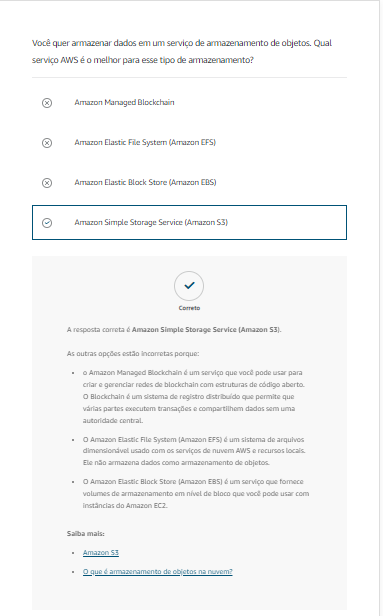 Você quer armazenar dados em um serviço de armazenamento de objetos. Qual
serviço AWS é o melhor para esse tipo de armazenamento?
Amazon Managed Blockchain
Amazon Elastic File System (Amazon EFS)
Amazon Elastic Block Store (Amazon EBS)
Amazon Simple Storage Service (Amazon S3)
Correto
A resposta correta é Amazon Simple Storage Service (Amazon S3).
As outras opções estão incorretas porque:
• o Amazon Managed Blockchain é um serviço que você pode usar para
criar e gerenciar redes de blockchain com estruturas de código aberto.
O Blockchain é um sistema de registro distribuído que permite que
várias partes executem transações e compartilhem dados sem uma
autoridade central.
• O Amazon Elastic File System (Amazon EFS) é um sistema de arquivos
dimensionável usado com os serviços de nuvem AWS e recursos locais.
Ele não armazena dados como armazenamento de objetos.
• O Amazon Elastic Block Store (Amazon EBS) é um serviço que fornece
volumes de armazenamento em nível de bloco que você pode usar com
instâncias do Amazon EC2.
Saiba mais:
• Amazon S3
• O que é armazenamento de objetos na nuvem?